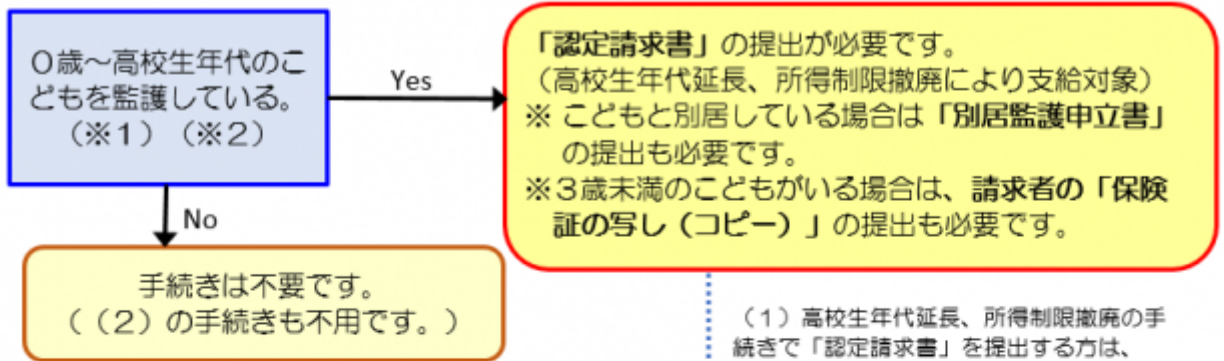 ０歳～高校生年代のこ
どもを監護している。
（※１）（※２）
Yes
「認定請求書」の提出が必要です。
（高校生年代延長、所得制限撤廃により支給対象）
※ こどもと別居している場合は「別居監護申立書」
の提出も必要です。
※３歳未満のこどもがいる場合は、請求者の「保険
証の写し（コピー）」の提出も必要です。
No
手続きは不要です。
（（２）の手続きも不用です。）
（１）高校生年代延長、所得制限撤廃の手
続きで「認定請求書」を提出する方は、